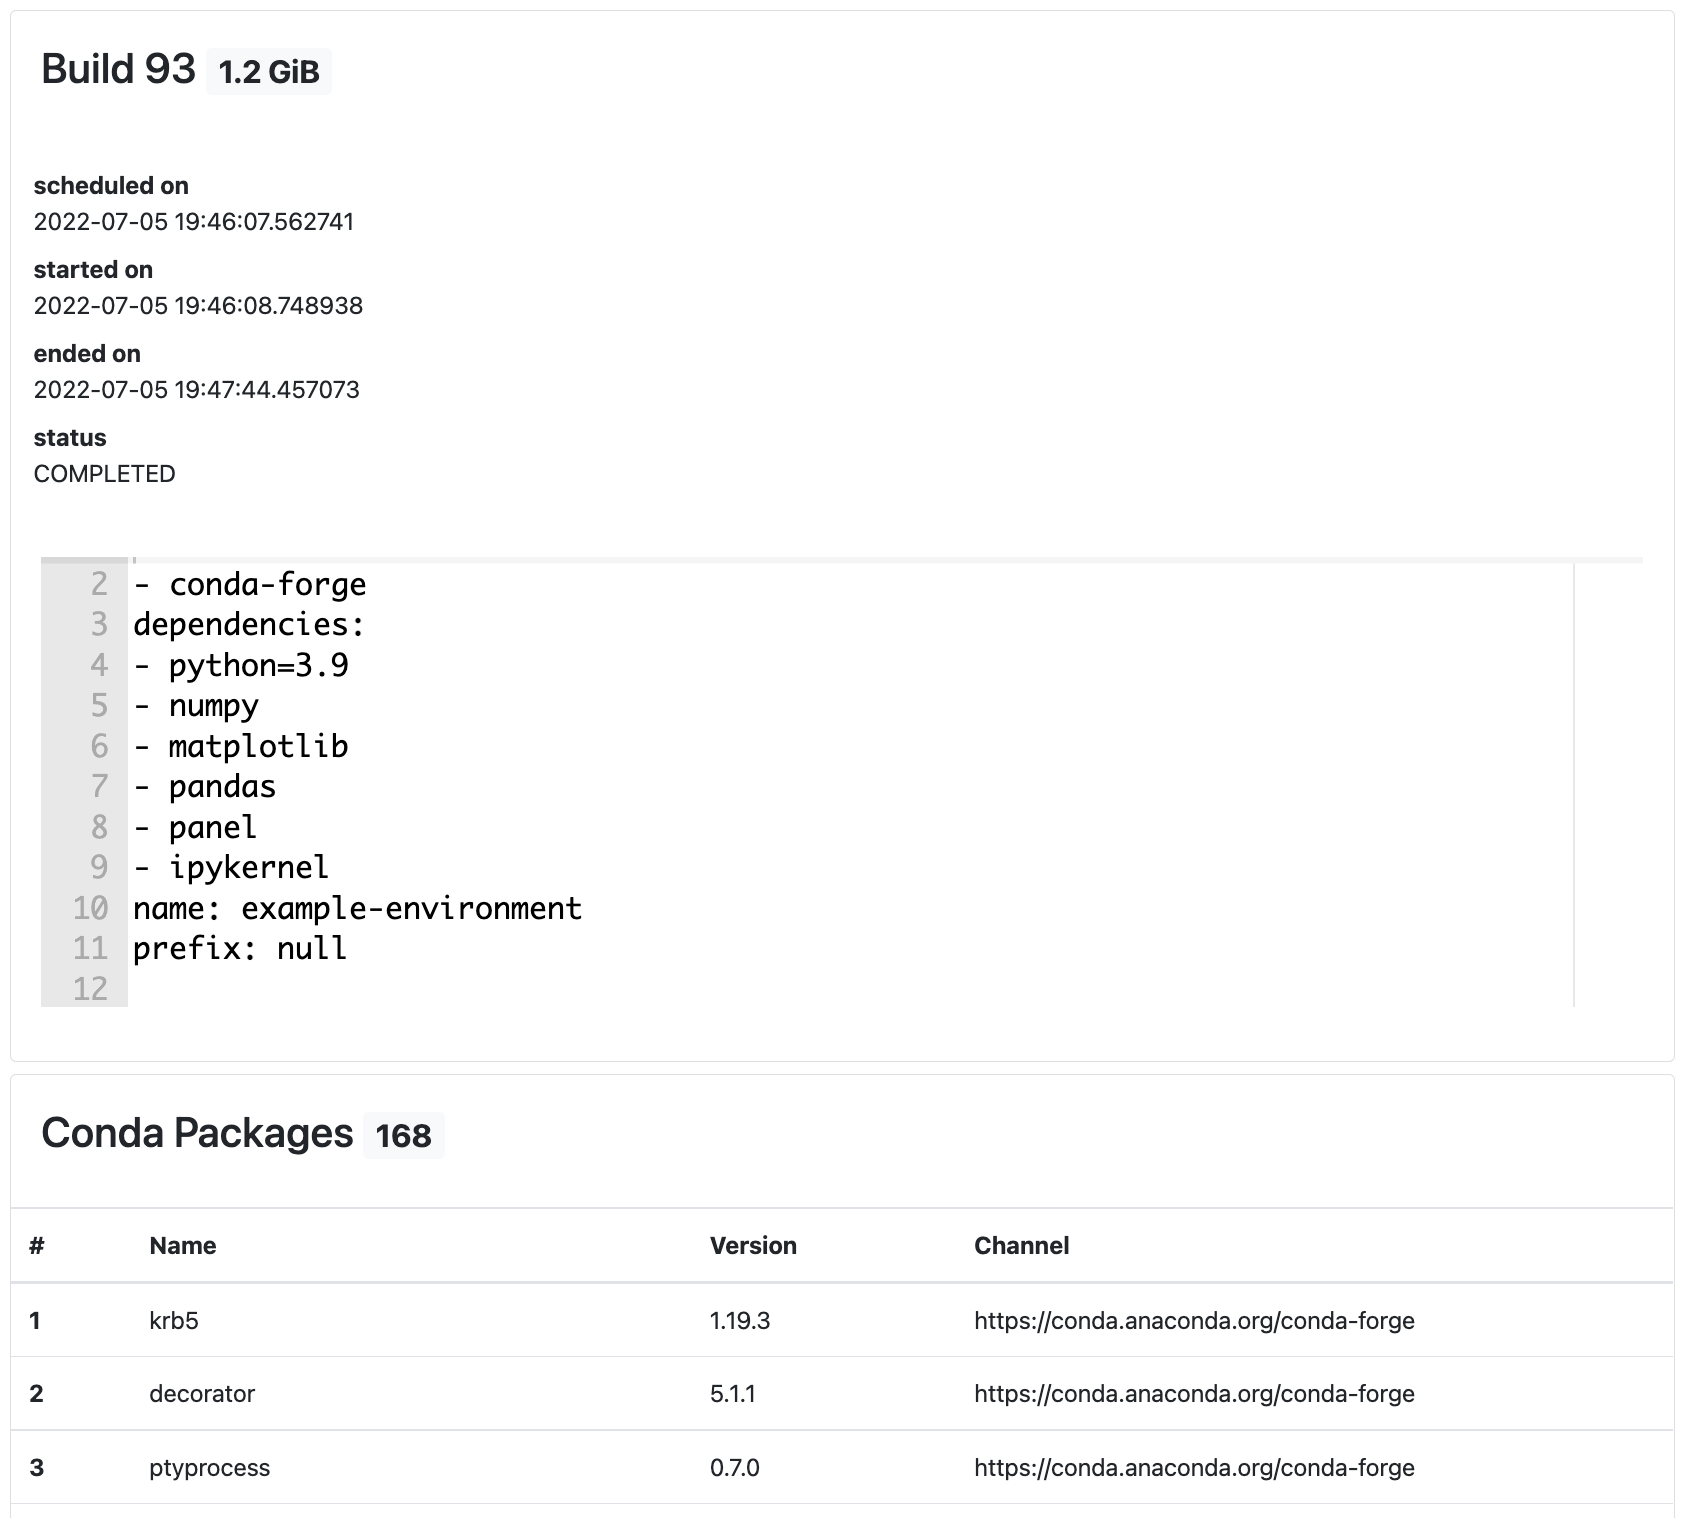 Build 93 1.2 GiB
scheduled on
2022-07-05 19:46:07.562741
started on
2022-07-05 19:46:08.748938
ended on
2022-07-05 19:47:44.457073
status
COMPLETED
2 - conda-forge
3 dependencies:
4 - python=3.9
5 - numpy
6 - matplotlib
7 - pandas
8 - panel
9 - ipykernel
10 name: example-environment
11 prefix: null
12
Conda Packages 168
# Name Version Channel
1 krb5 1.19.3 https://conda.anaconda.org/conda-forge
2 decorator 5.1.1 https://conda.anaconda.org/conda-forge
3 ptyprocess 0.7.0 https://conda.anaconda.org/conda-forge